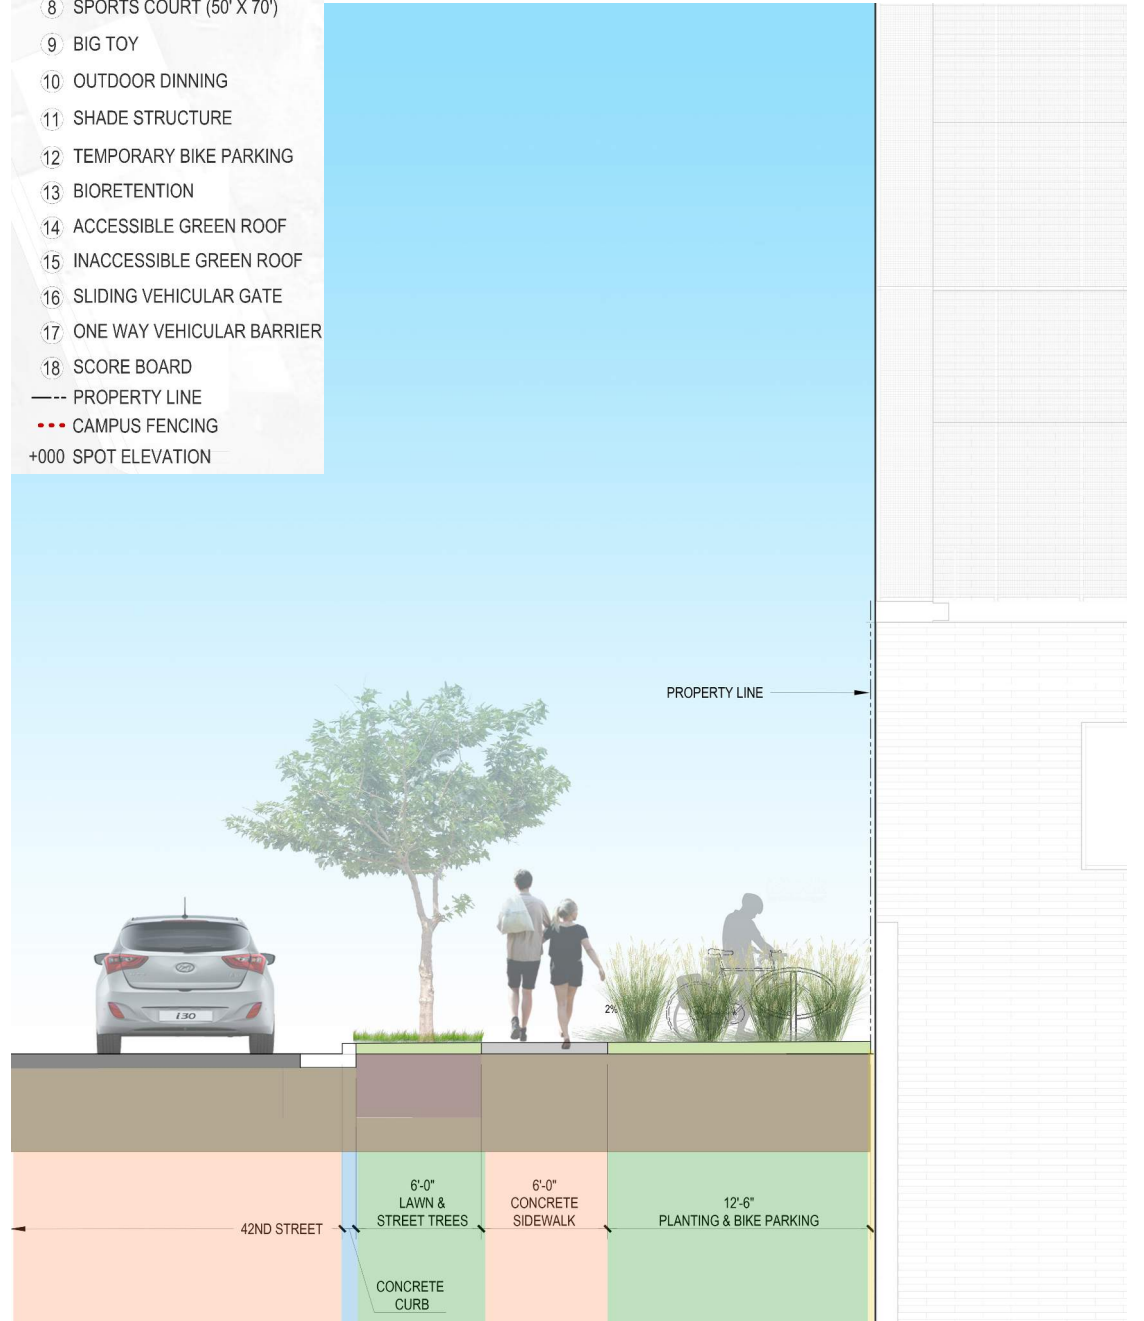 8 SPORTS COURT (50' X 70')
9 BIG TOY
10 OUTDOOR DINNING
11 SHADE STRUCTURE
12 TEMPORARY BIKE PARKING
13 BIORETENTION
14 ACCESSIBLE GREEN ROOF
15 INACCESSIBLE GREEN ROOF
16 SLIDING VEHICULAR GATE
17 ONE WAY VEHICULAR BARRIER
18 SCORE BOARD
PROPERTY LINE
CAMPUS FENCING
+000 SPOT ELEVATION
PROPERTY LINE
i30
2%
42ND STREET
CONCRETE
CURB
6'-0"
LAWN &
STREET TREES
6'-0"
CONCRETE
SIDEWALK
12'-6"
PLANTING & BIKE PARKING